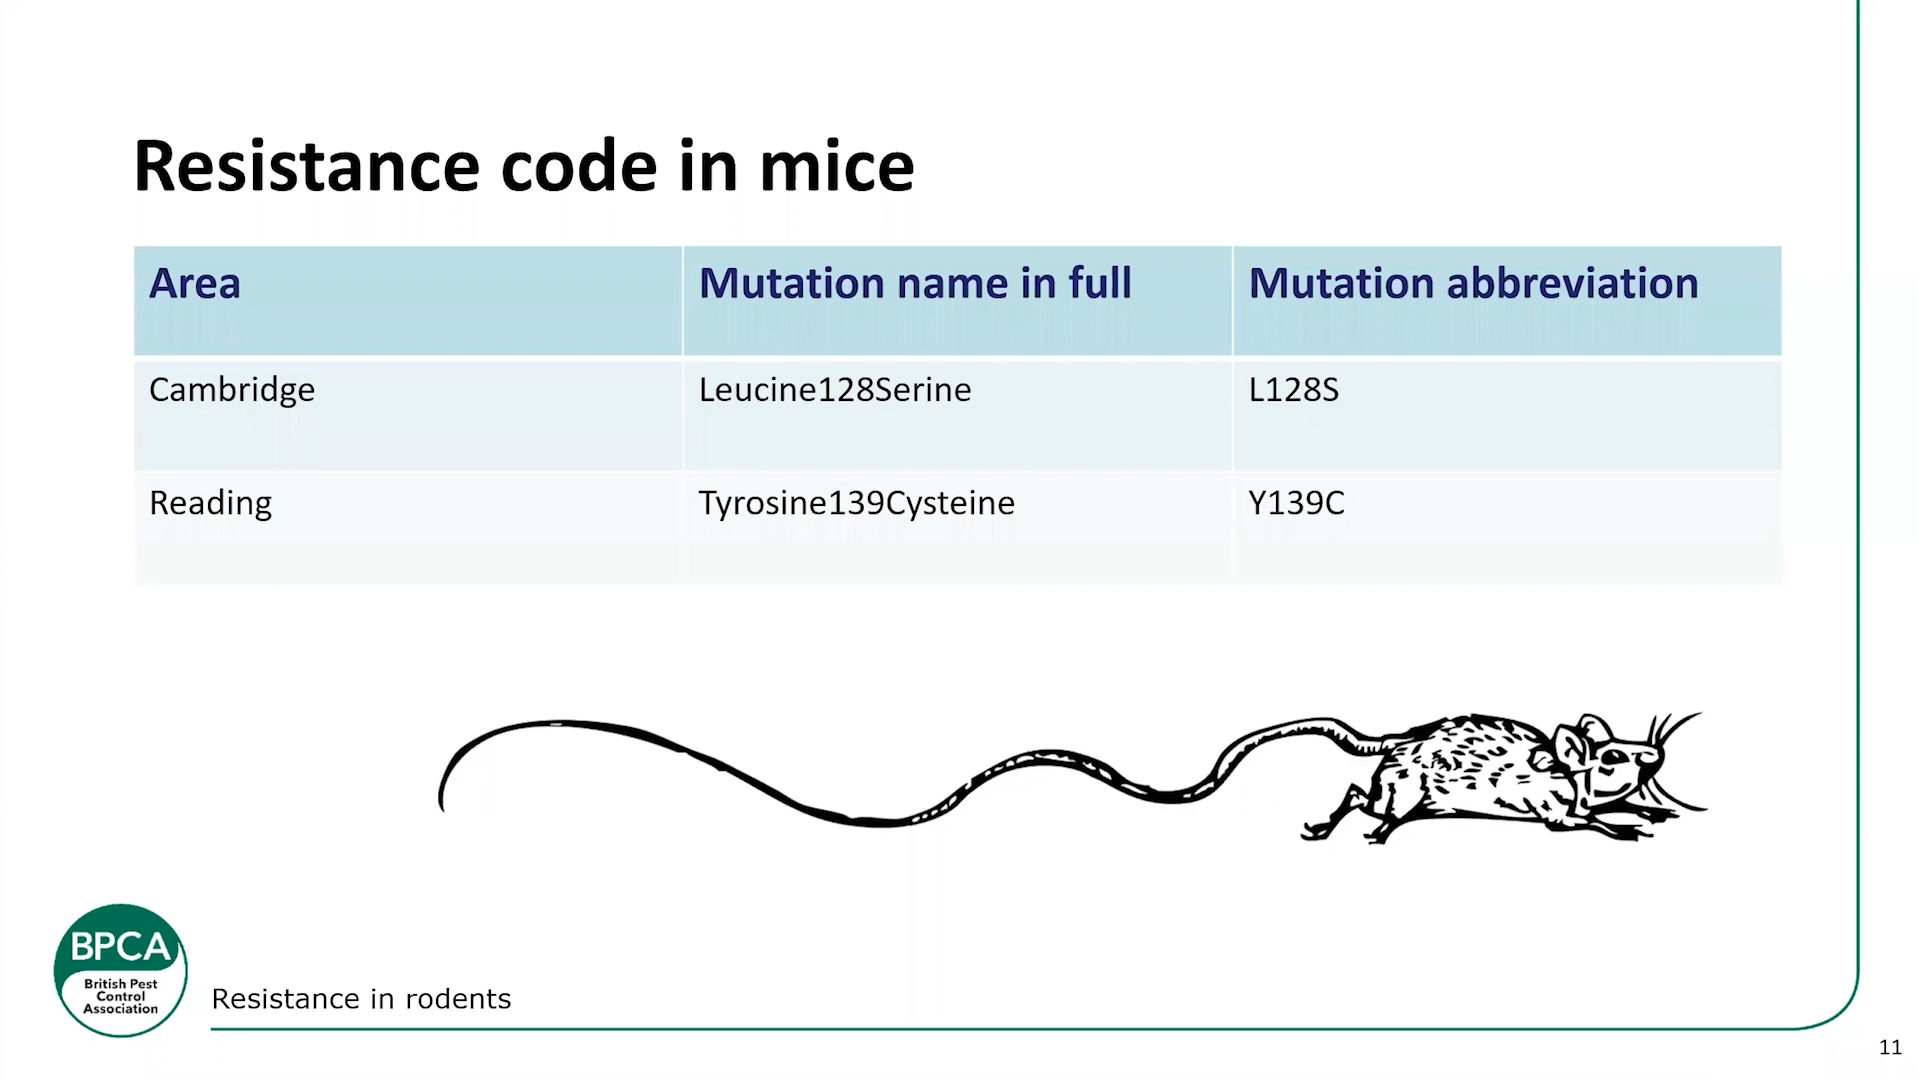 Resistance code in mice
Area Mutation name in full Mutation abbreviation
Cambridge Leucine128Serine L128S
Reading Tyrosine139Cysteine Y139C
BPCA
British Pest
Control
Association
Resistance in rodents
11